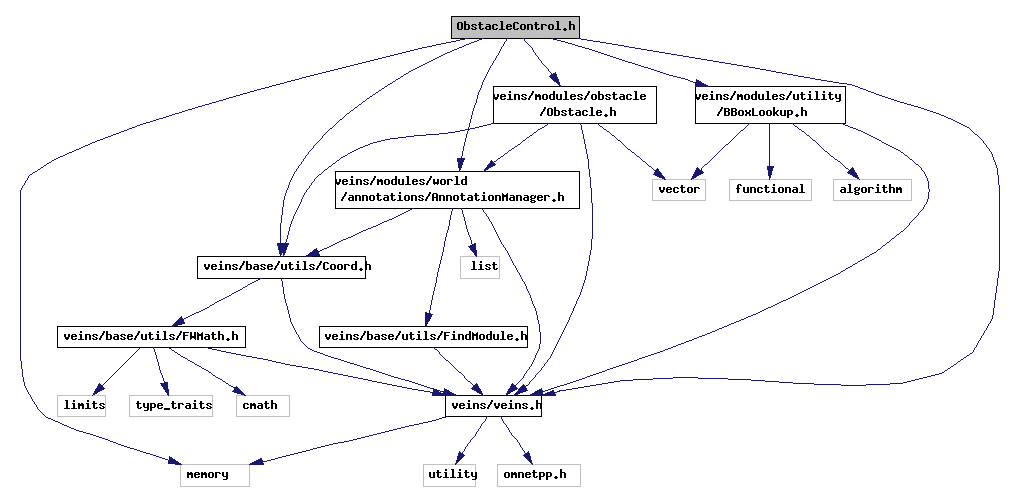 ObstacleControl.h
veins/modules/obstacle
/Obstacle.h
veins/modules/utility
/BBoxLookup.h
veins/modules/world
/annotations/AnnotationManager.h
vector
functional
algorithm
veins/base/utils/Coord.h
list
veins/base/utils/FWMath.h
veins/base/utils/FindModule.h
limits
type_traits
cmath
veins/veins.h
memory
utility
omnetpp.h